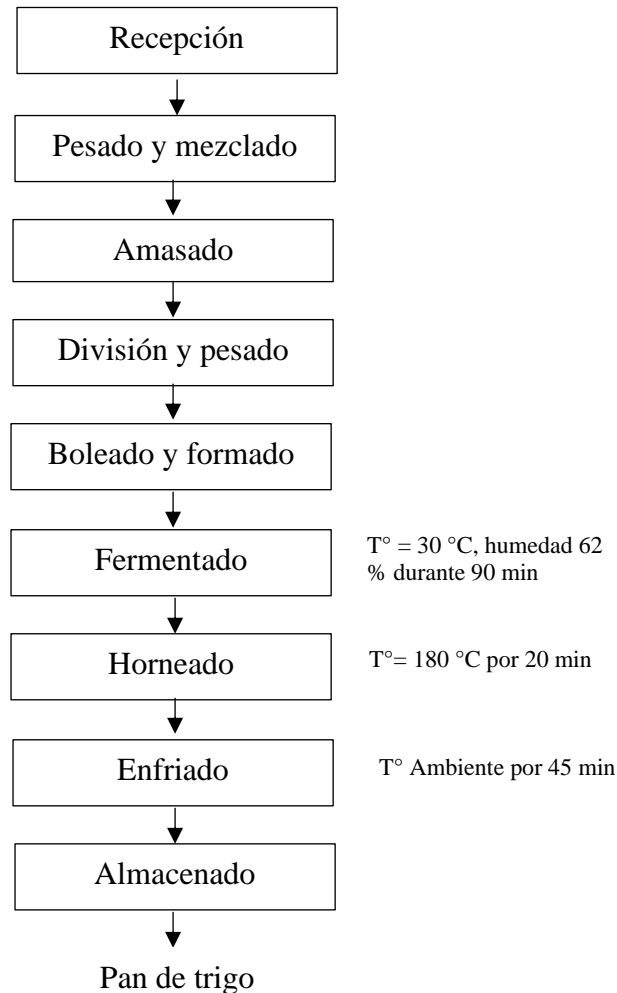 Recepción
Pesado y mezclado
Amasado
División y pesado
Boleado y formado
Fermentado
T° = 30 °C, humedad 62
% durante 90 min
Horneado
T°= 180 °C por 20 min
Enfriado
T° Ambiente por 45 min
Almacenado
Pan de trigo